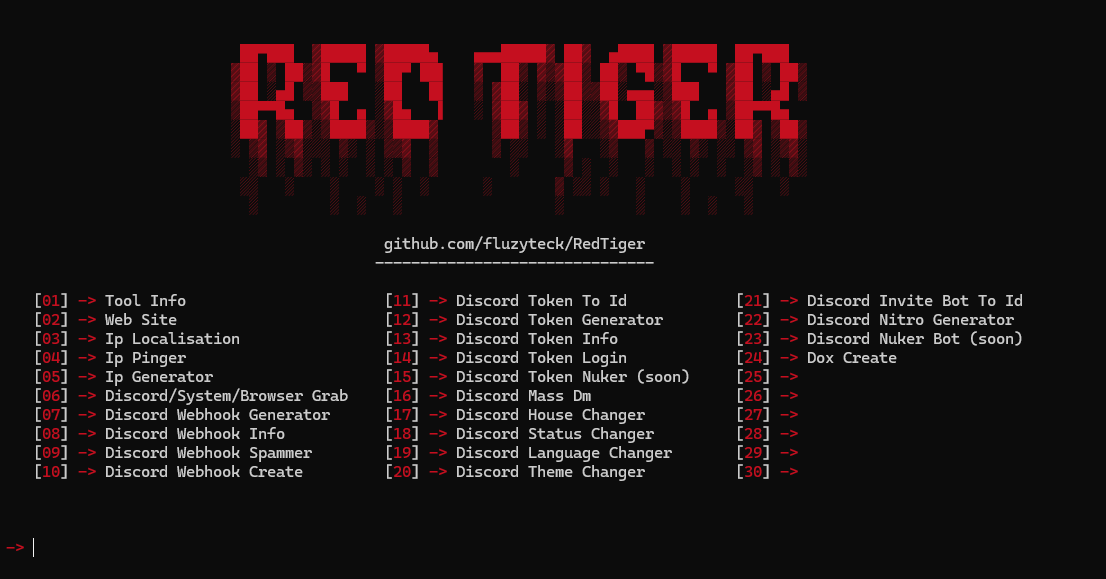 RED TIGER
github.com/fluzyteck/RedTiger
[01] -> Tool Info [11] -> Discord Token To Id [21] -> Discord Invite Bot To Id
[02] -> Web Site [12] -> Discord Token Generator [22] -> Discord Nitro Generator
[03] -> Ip Localisation [13] -> Discord Token Info [23] -> Discord Nuker Bot (soon)
[04] -> Ip Pinger [14] -> Discord Token Login [24] -> Dox Create
[05] -> Ip Generator [15] -> Discord Token Nuker (soon) [25] ->
[06] -> Discord/System/Browser Grab [16] -> Discord Mass Dm [26] ->
[07] -> Discord Webhook Generator [17] -> Discord House Changer [27] ->
[08] -> Discord Webhook Info [18] -> Discord Status Changer [28] ->
[09] -> Discord Webhook Spammer [19] -> Discord Language Changer [29] ->
[10] -> Discord Webhook Create [20] -> Discord Theme Changer [30] ->
->